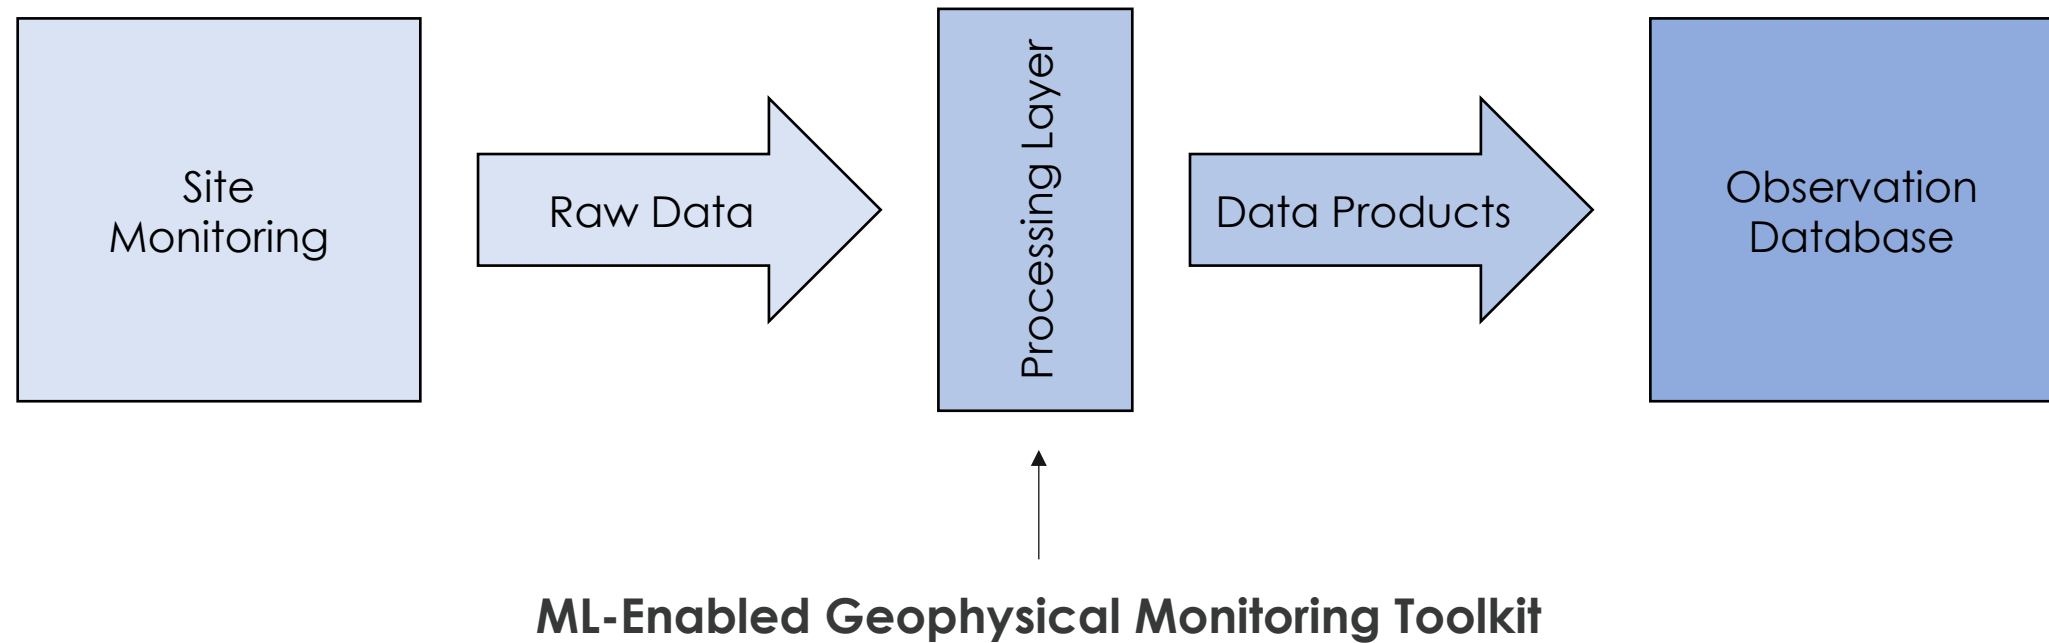 Site
Monitoring
Raw Data
Processing Layer
Data Products
Observation
Database
ML-Enabled Geophysical Monitoring Toolkit